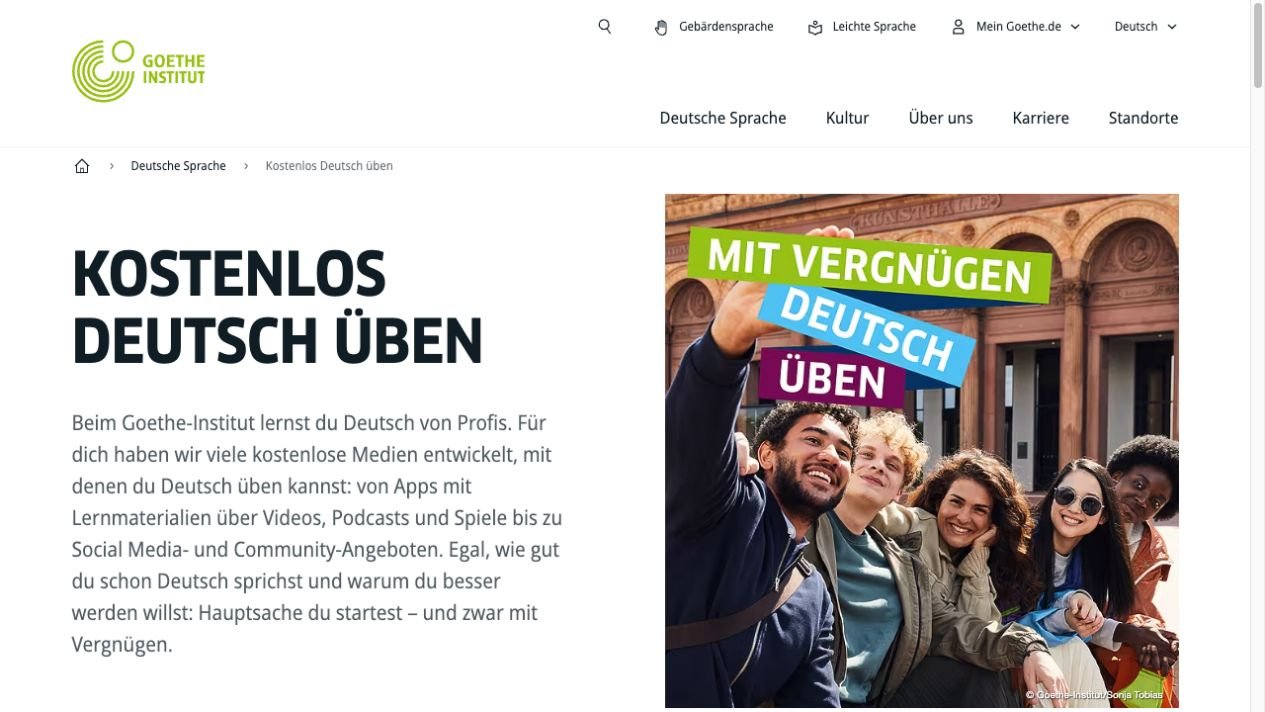 Gebärdensprache
Leichte Sprache
Mein Goethe.de
Deutsch
GOETHE
INSTITUT
Deutsche Sprache
Kultur
Über uns
Karriere
Standorte
Deutsche Sprache
Kostenlos Deutsch üben
KOSTENLOS
DEUTSCH ÜBEN
Beim Goethe-Institut lernst du Deutsch von Profis. Für
dich haben wir viele kostenlose Medien entwickelt, mit
denen du Deutsch üben kannst: von Apps mit
Lernmaterialien über Videos, Podcasts und Spiele bis zu
Social Media- und Community-Angeboten. Egal, wie gut
du schon Deutsch sprichst und warum du besser
werden willst: Hauptsache du startest – und zwar mit
Vergnügen.
KUNSTHALLE
MIT VERGNÜGEN
DEUTSCH
ÜBEN
© Goethe-Institut/Sonja Tobias